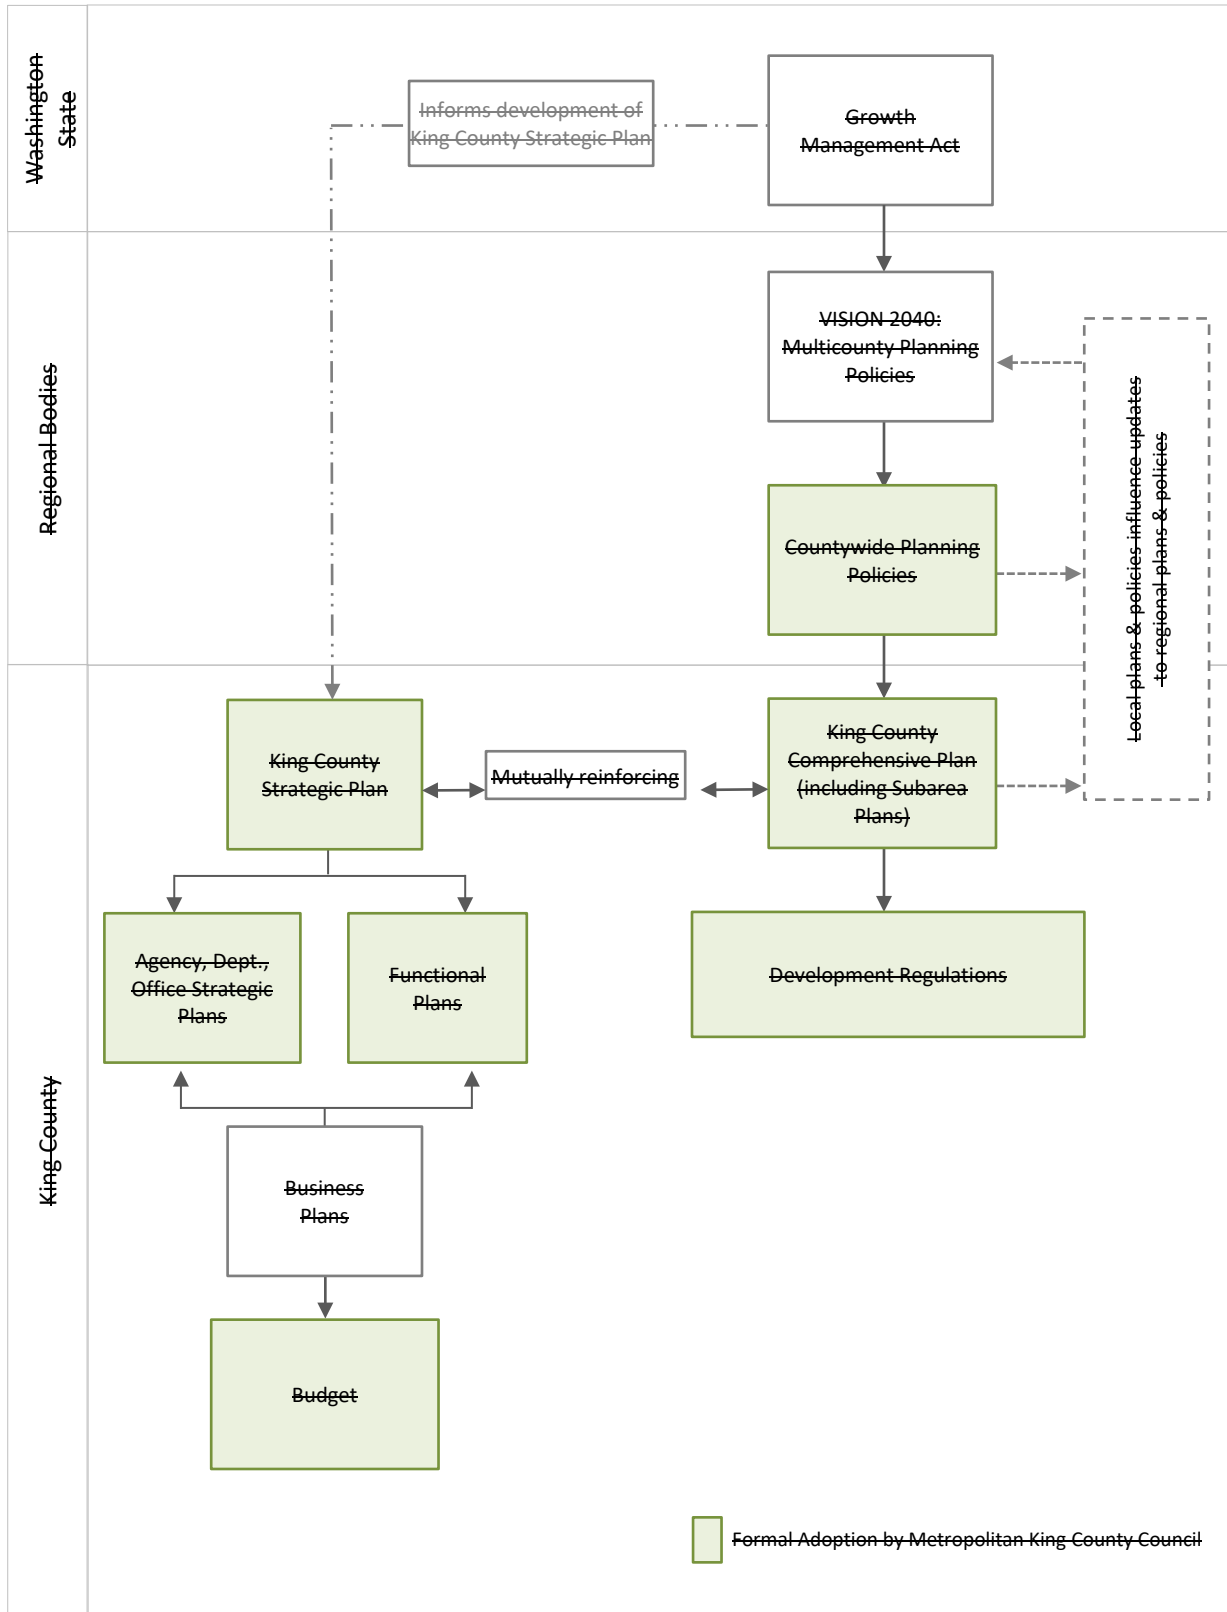 Washington
State
Informs development of
King County Strategic Plan
Growth
Management Act
Regional Bodies
VISION 2040:
Multicounty Planning
Policies
Local plans & policies influence updates
to regional plans & policies
Countywide Planning
Policies
King County
King County
Strategic Plan
Mutually reinforcing
King County
Comprehensive Plan
(including Subarea
Plans)
Agency, Dept.,
Office Strategic
Plans
Functional
Plans
Development Regulations
Business
Plans
Budget
Formal Adoption by Metropolitan King County Council